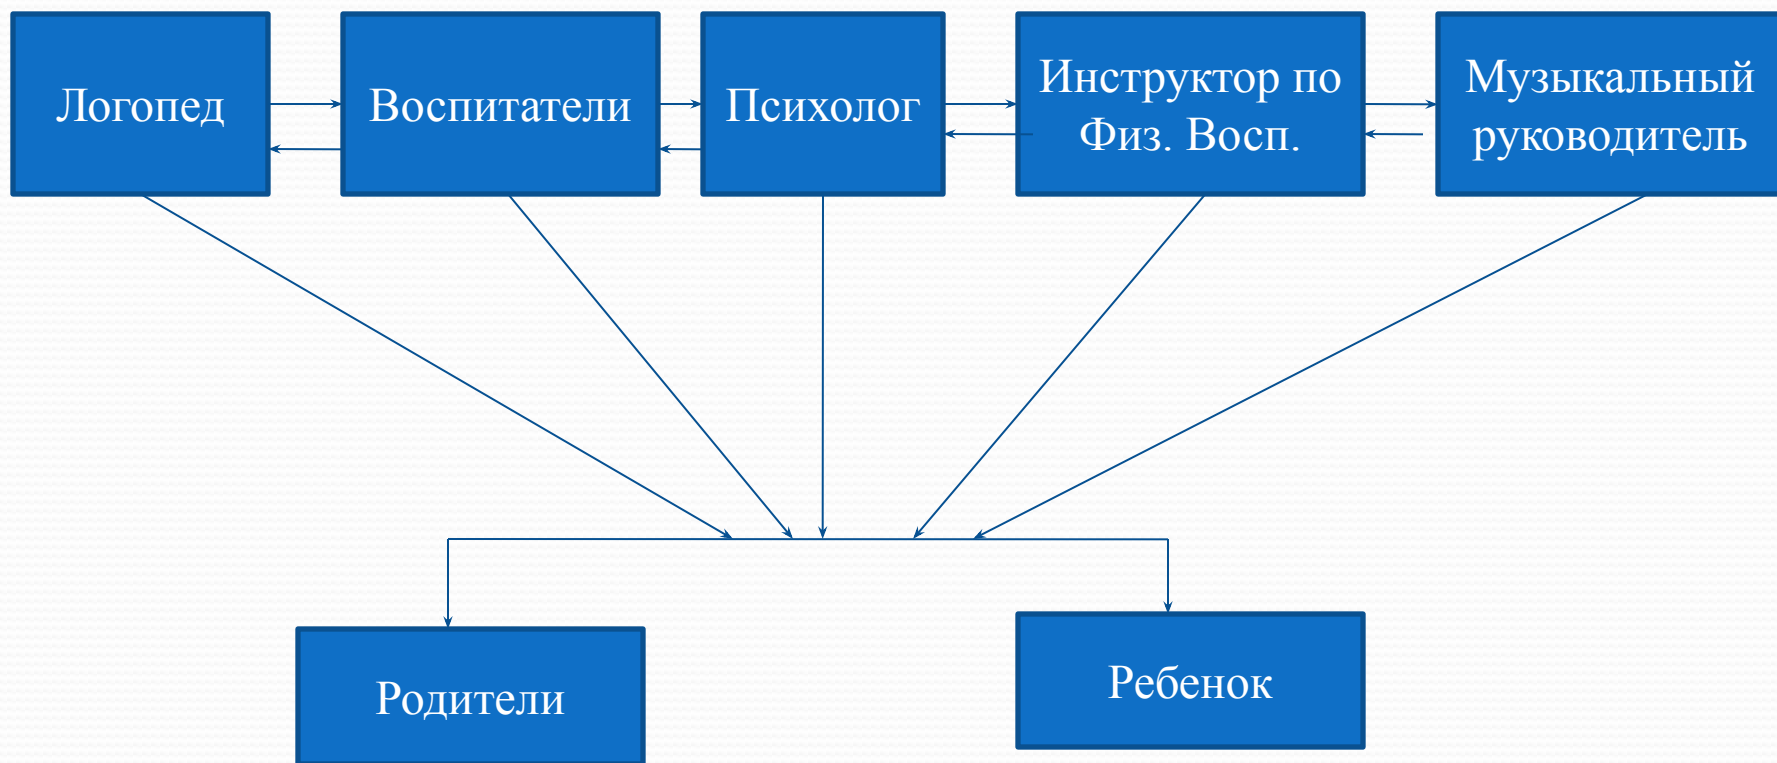 Логопед
Воспитатели
Психолог
Инструктор по
Физ. Восп.
Музыкальный
руководитель
Родители
Ребенок